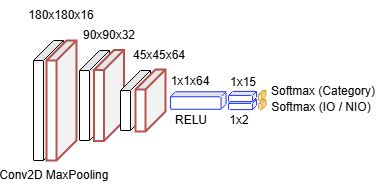 180x180x16
90x90x32
45x45x64
1x1x64
1x15
Softmax (Category)
Softmax (IO / NIO)
RELU
1x2
Conv2D MaxPooling